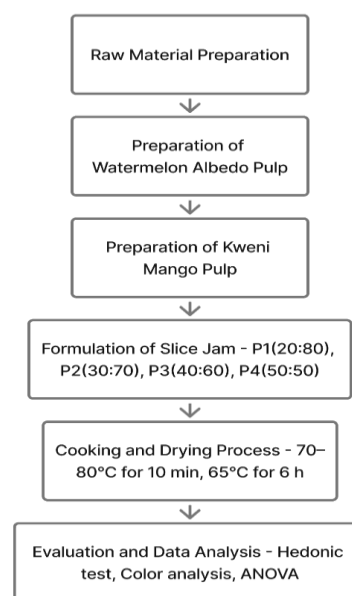 Raw Material Preparation
Preparation of
Watermelon Albedo Pulp
Preparation of Kweni
Mango Pulp
Formulation of Slice Jam - P1(20:80),
P2(30:70), P3(40:60), P4(50:50)
Cooking and Drying Process - 70–
80°C for 10 min, 65°C for 6 h
Evaluation and Data Analysis - Hedonic
test, Color analysis, ANOVA